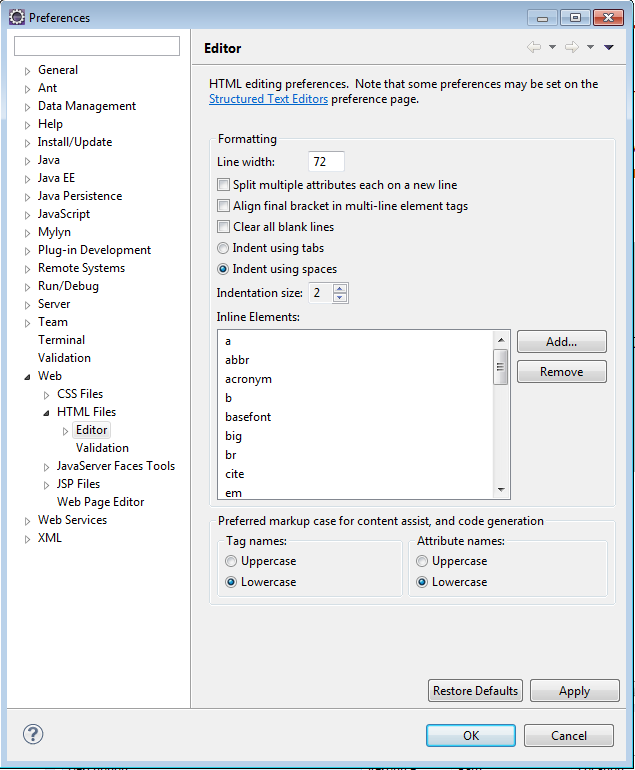 Preferences
General
Ant
Data Management
Help
Install/Update
Java
Java EE
Java Persistence
JavaScript
Mylyn
Plug-in Development
Remote Systems
Run/Debug
Server
Team
Terminal
Validation
Web
CSS Files
HTML Files
Editor
Validation
JavaServer Faces Tools
JSP Files
Web Page Editor
Web Services
XML
Editor
HTML editing preferences.  Note that some preferences may be set on the
Structured Text Editors preference page.
Formatting
Line width: 72
Split multiple attributes each on a new line
Align final bracket in multi-line element tags
Clear all blank lines
Indent using tabs
Indent using spaces
Indentation size: 2
Inline Elements:
a
abbr
acronym
b
basefont
big
br
cite
em
Add...
Remove
Preferred markup case for content assist, and code generation
Tag names:
Uppercase
Lowercase
Attribute names:
Uppercase
Lowercase
Restore Defaults Apply
? OK Cancel